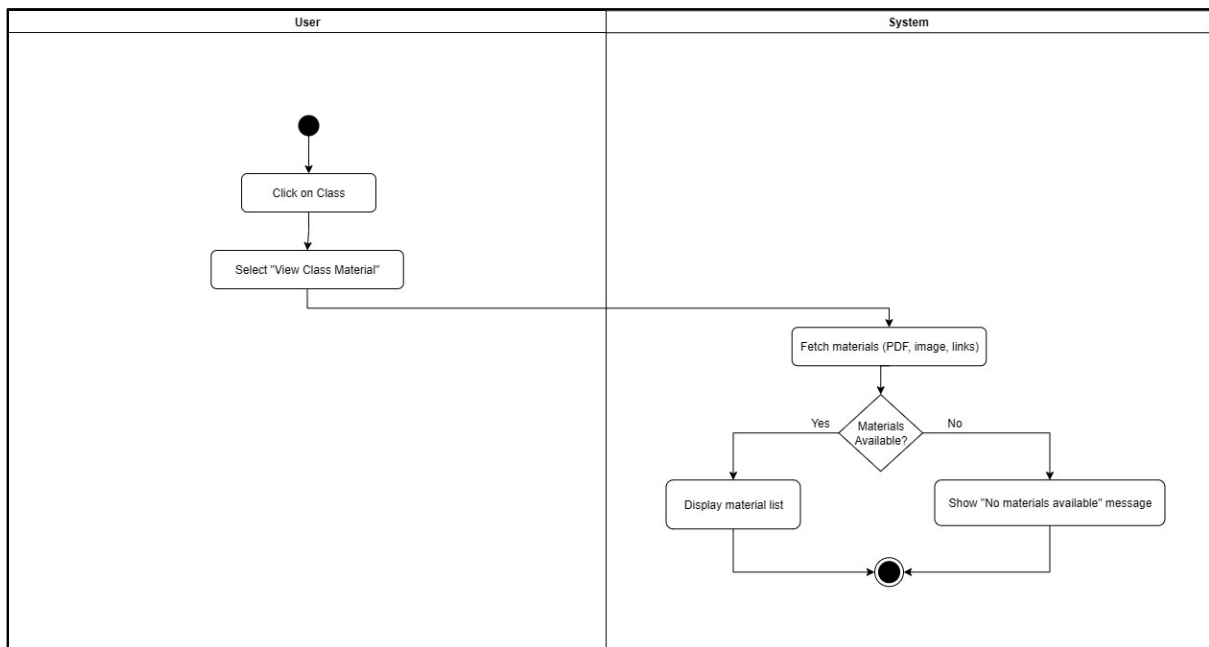 User
System
Click on Class
Select "View Class Material"
Fetch materials (PDF, image, links)
Yes
Materials
Available?
No
Display material list
Show "No materials available" message